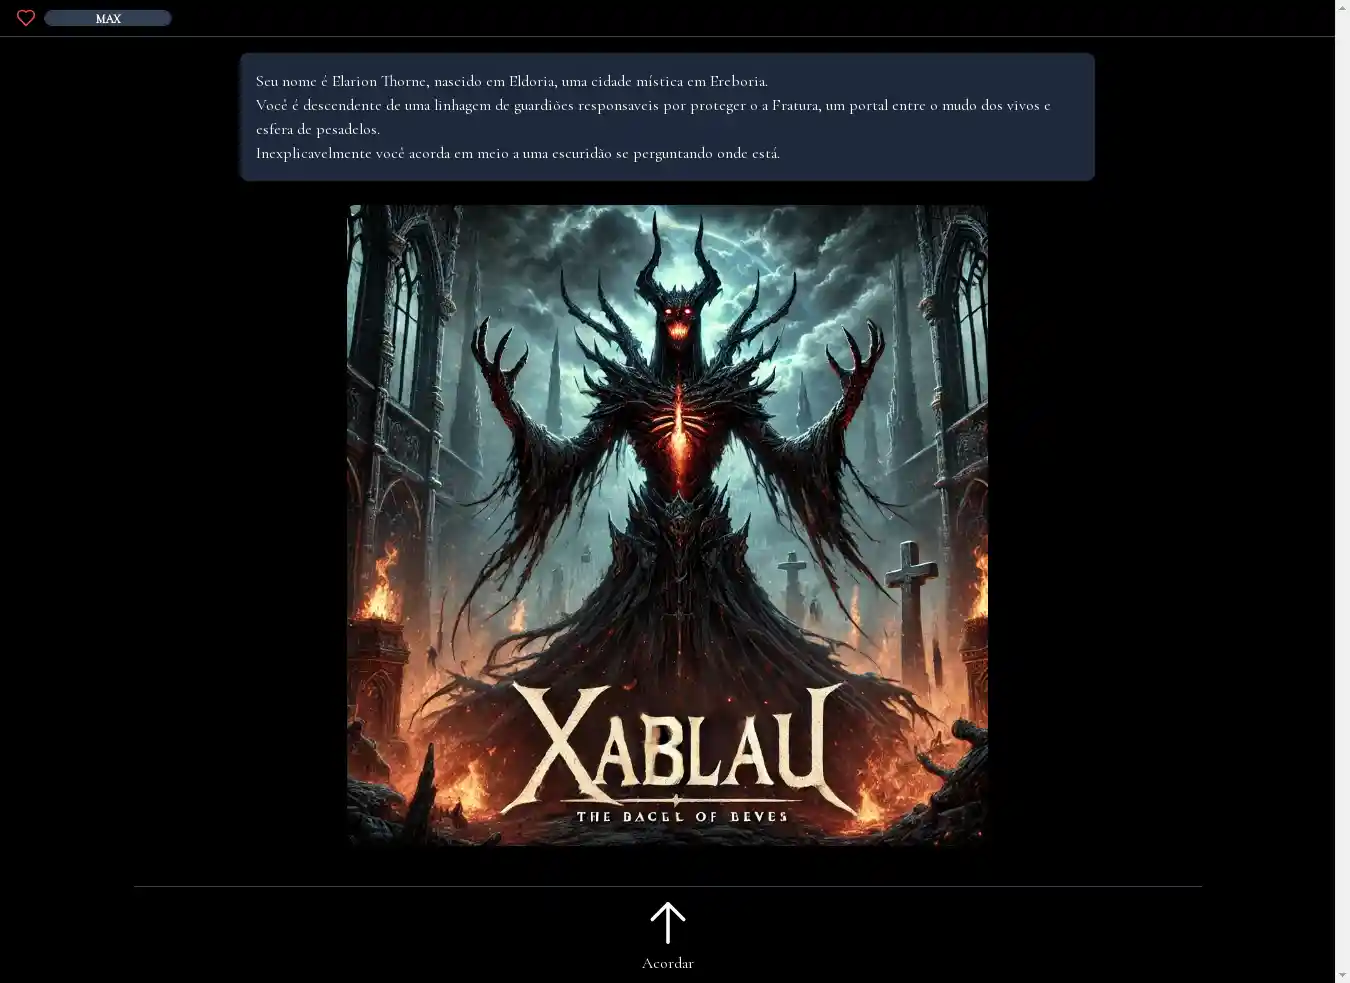 MAX
Seu nome é Elarion Thorne, nascido em Eldoria, uma cidade mística em Ereboria.
Você é descendente de uma linhagem de guardiões responsaveis por proteger o a Fratura, um portal entre o mudo dos vivos e
esfera de pesadelos.
Inexplicavelmente você acorda em meio a uma escuridão se perguntando onde está.
XABLAU
THE BACEL OF BEVES
Acordar